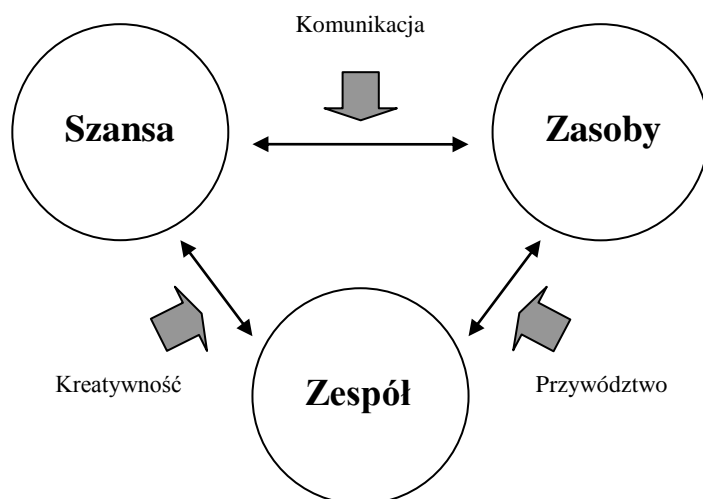 Komunikacja
Szansa
Zasoby
Kreatywność
Zespół
Przywództwo